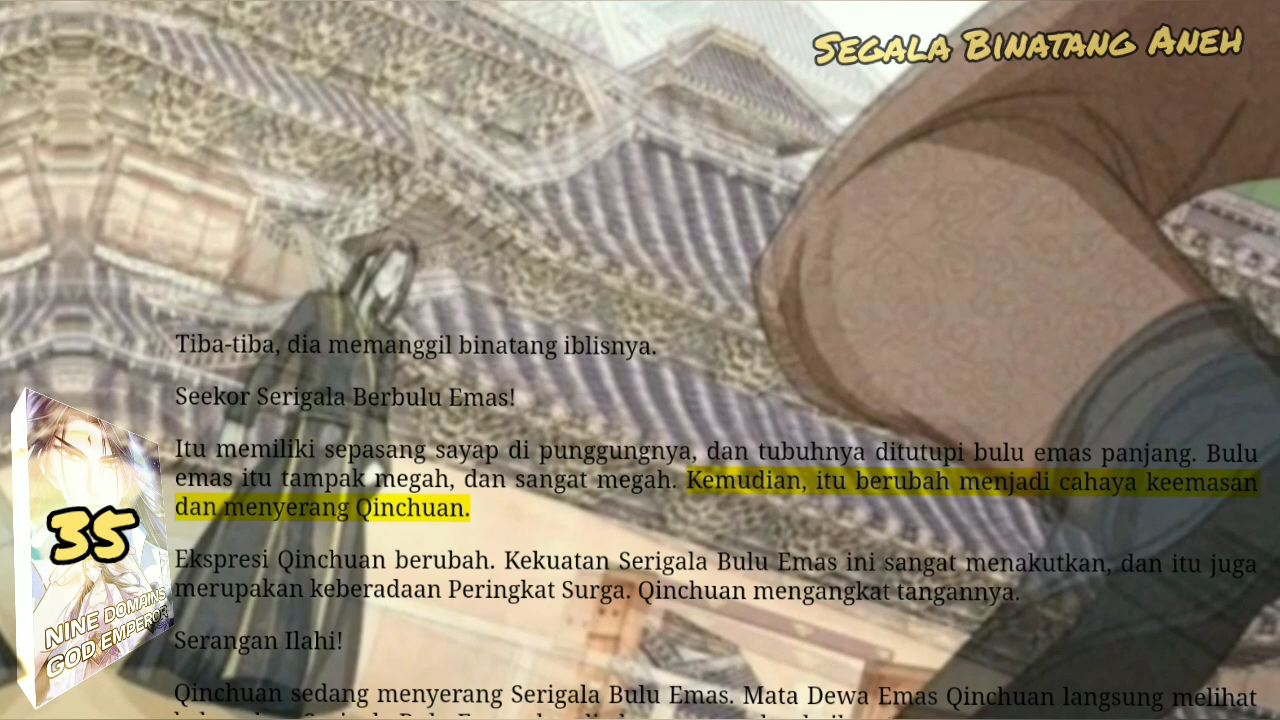 Segala Binatang Aneh
Tiba-tiba, dia memanggil binatang iblisnya.
Seekor Serigala Berbulu Emas!
Itu memiliki sepasang sayap di punggungnya, dan tubuhnya ditutupi bulu emas panjang. Bulu
emas itu tampak megah, dan sangat megah. Kemudian, itu berubah menjadi cahaya keemasan
dan menyerang Qinchuan.
Ekspresi Qinchuan berubah. Kekuatan Serigala Bulu Emas ini sangat menakutkan, dan itu juga
merupakan keberadaan Peringkat Surga. Qinchuan mengangkat tangannya.
Serangan Ilahi!
Qinchuan sedang menyerang Serigala Bulu Emas. Mata Dewa Emas Qinchuan langsung melihat
35
NINE DOMAINS
GOD EMPEROR